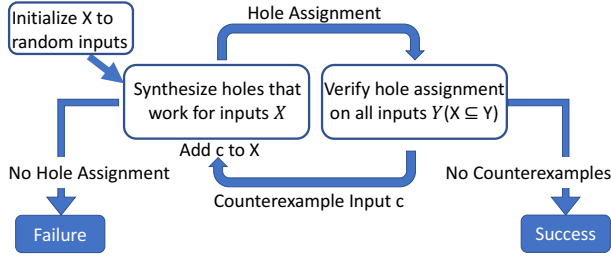 Initialize X to
random inputs
Hole Assignment
Synthesize holes that
work for inputs X
Verify hole assignment
on all inputs Y(X ⊆ Y)
Add c to X
No Hole Assignment
No Counterexamples
Counterexample Input c
Failure
Success